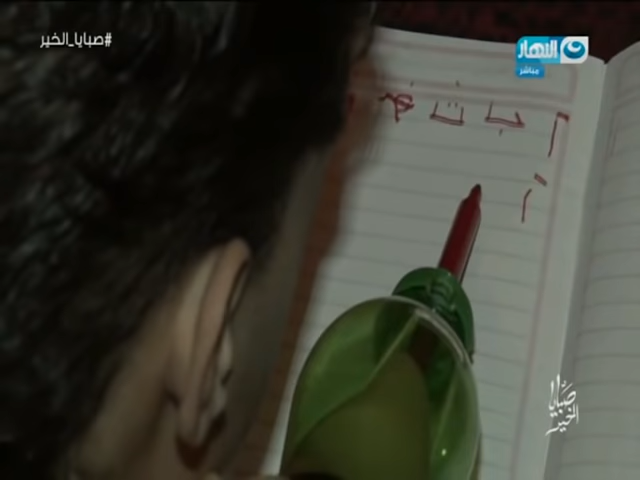 #صبايا_الخير
النهار
مباشر
أ ب ت
أ
صبايا
الخير